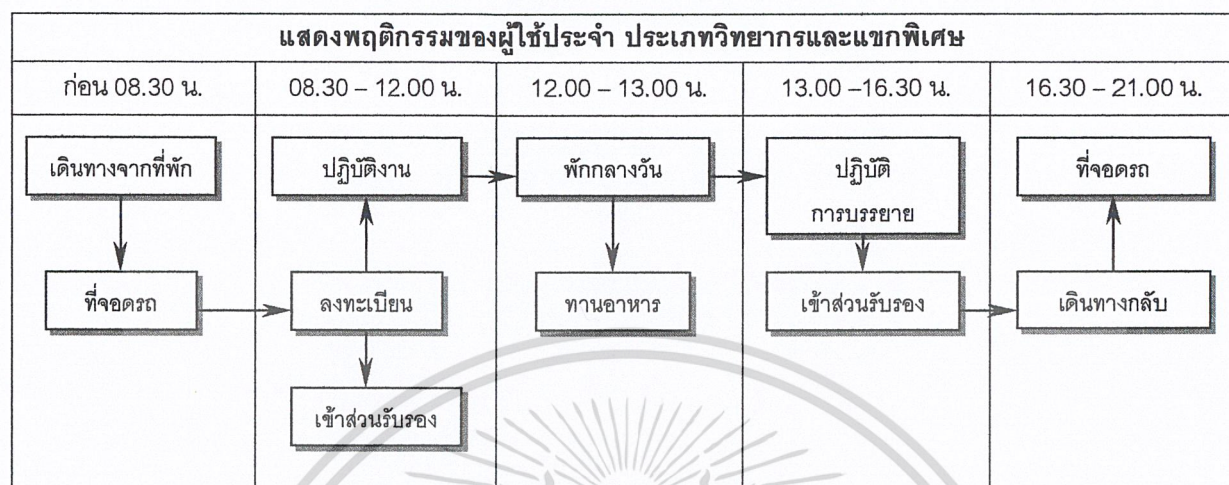 แสดงพฤติกรรมของผู้ใช้ประจำ ประเภทวิทยากรและแขกพิเศษ
ก่อน 08.30 น.
08.30 – 12.00 น.
12.00 – 13.00 น.
13.00 –16.30 น.
16.30 – 21.00 น.
เดินทางจากที่พัก
ปฏิบัติงาน
พักกลางวัน
ปฏิบัติ
การบรรยาย
ที่จอดรถ
ที่จอดรถ
ลงทะเบียน
ทานอาหาร
เข้าส่วนรับรอง
เดินทางกลับ
เข้าส่วนรับรอง